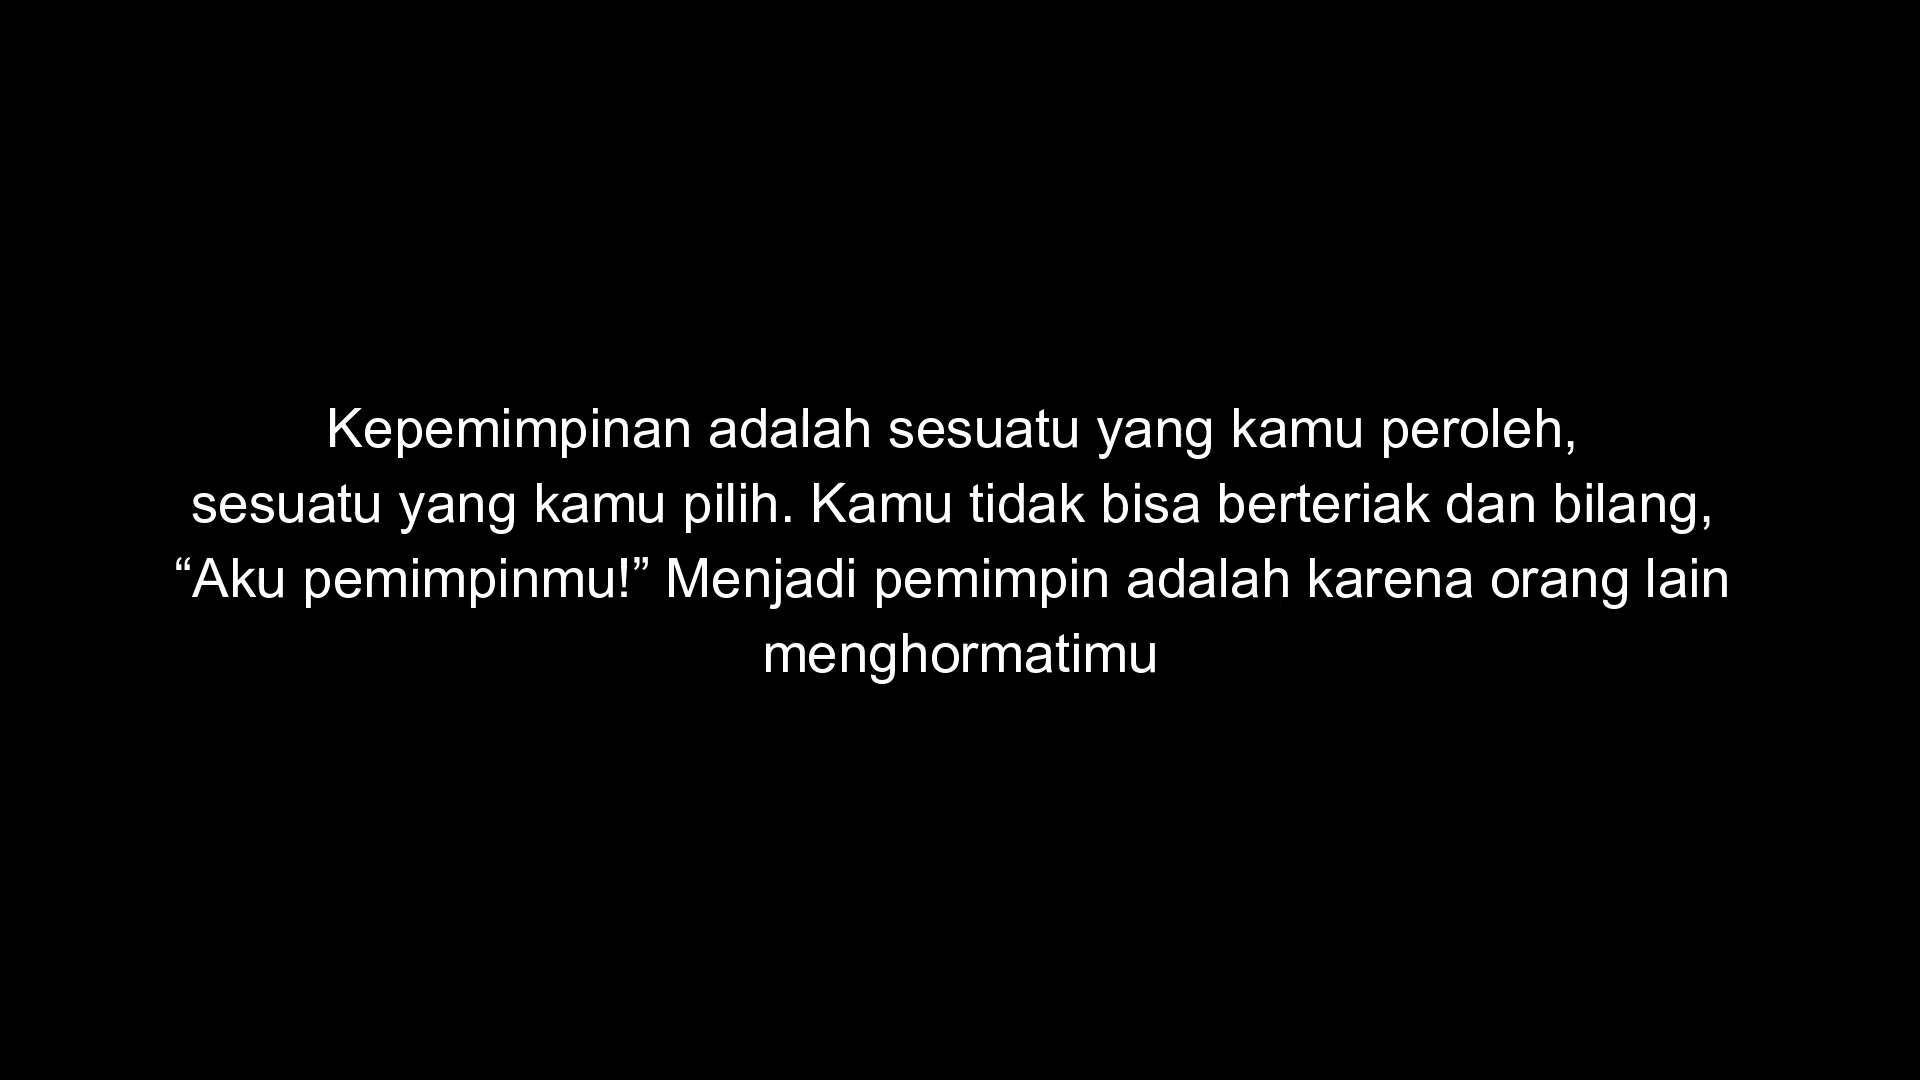 Kepemimpinan adalah sesuatu yang kamu peroleh,
sesuatu yang kamu pilih. Kamu tidak bisa berteriak dan bilang,
“Aku pemimpinmu!” Menjadi pemimpin adalah karena orang lain
menghormatimu